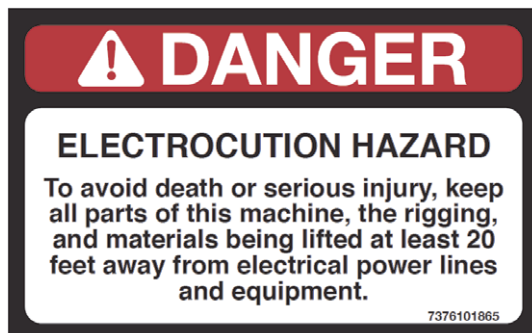 DANGER
ELECTROCUTION HAZARD
To avoid death or serious injury, keep
all parts of this machine, the rigging,
and materials being lifted at least 20
feet away from electrical power lines
and equipment.
7376101865